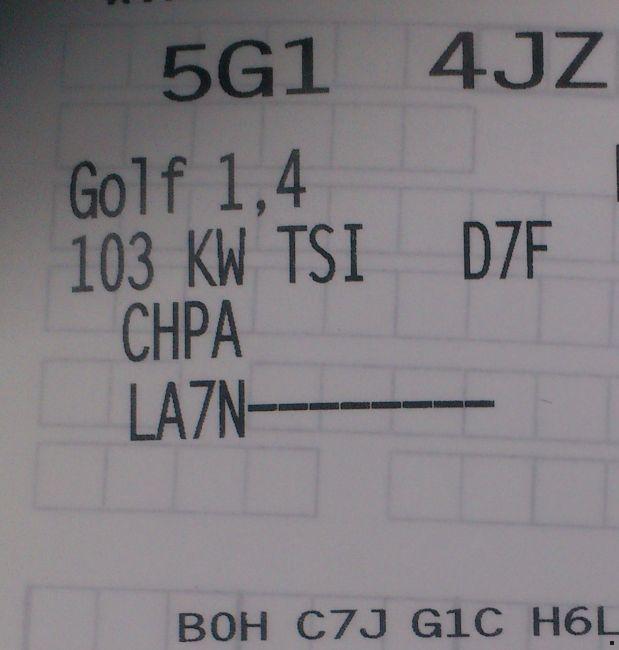 5G1 4JZ
Golf 1,4
103 KW TSI D7F
CHPA
LA7N--------
B0H C7J G1C H6L